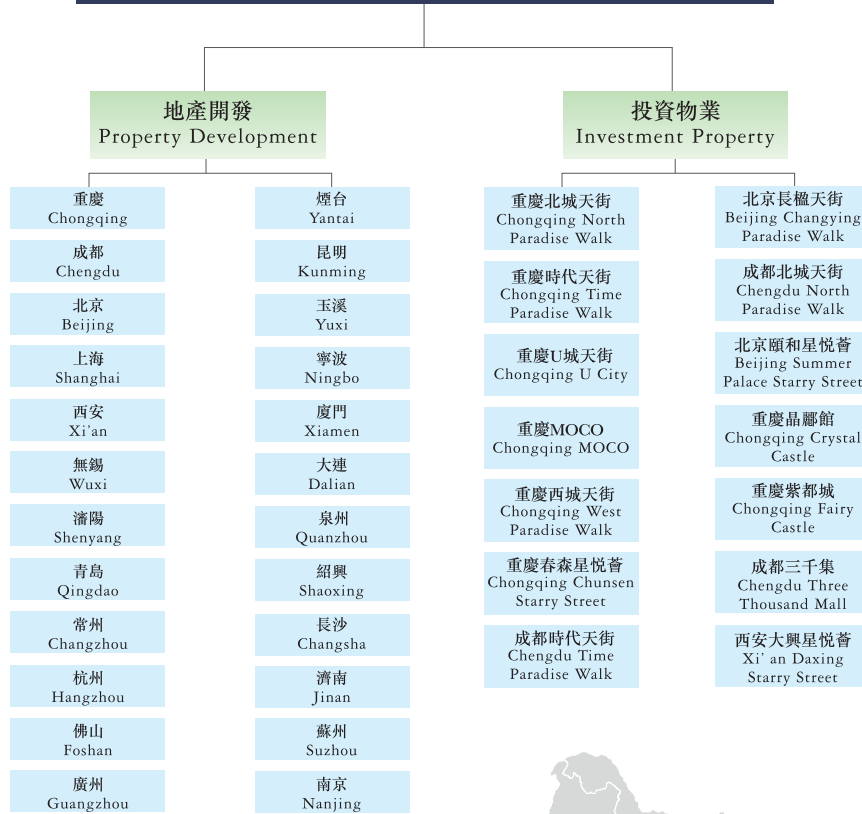 地產開發
Property Development
重慶
Chongqing
成都
Chengdu
北京
Beijing
上海
Shanghai
西安
Xi’an
無錫
Wuxi
瀋陽
Shenyang
青島
Qingdao
常州
Changzhou
杭州
Hangzhou
佛山
Foshan
廣州
Guangzhou
煙台
Yantai
昆明
Kunming
玉溪
Yuxi
寧波
Ningbo
廈門
Xiamen
大連
Dalian
泉州
Quanzhou
紹興
Shaoxing
長沙
Changsha
濟南
Jinan
蘇州
Suzhou
南京
Nanjing
投資物業
Investment Property
重慶北城天街
Chongqing North
Paradise Walk
重慶時代天街
Chongqing Time
Paradise Walk
重慶U城天街
Chongqing U City
重慶MOCO
Chongqing MOCO
重慶西城天街
Chongqing West
Paradise Walk
重慶春森星悦薈
Chongqing Chunsen
Starry Street
成都時代天街
Chengdu Time
Paradise Walk
北京長楹天街
Beijing Changying
Paradise Walk
成都北城天街
Chengdu North
Paradise Walk
北京頤和星悦薈
Beijing Summer
Palace Starry Street
重慶晶酈館
Chongqing Crystal
Castle
重慶紫都城
Chongqing Fairy
Castle
成都三千集
Chengdu Three
Thousand Mall
西安大興星悦薈
Xi’ an Daxing
Starry Street